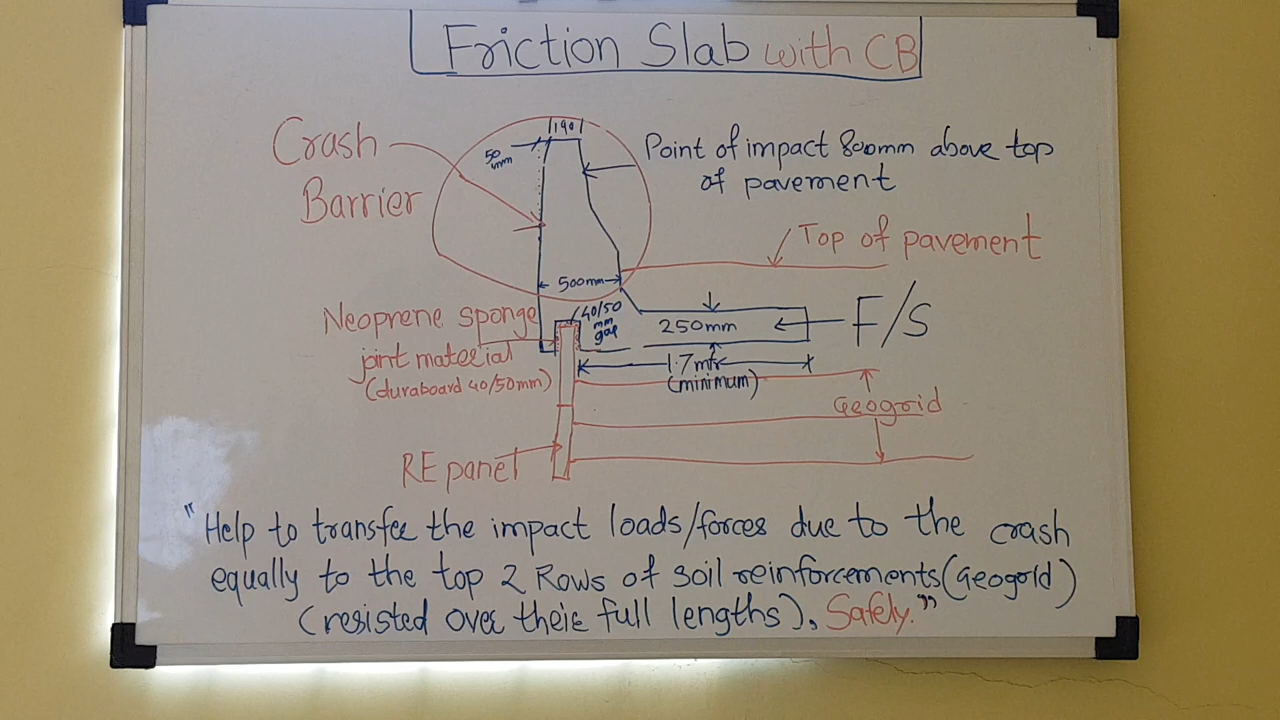 Friction Slab with CB
190
50
mm
Crash
Barrier
Point of impact 800mm above top
of pavement
Top of pavement
500mm
Neoprene sponge
joint material
(duraboard 40/50mm)
40/50
mm
gap
250mm
F/S
1.7mtr
(minimum)
Geogrid
RE panel
"Help to transfer the impact loads/forces due to the crash
equally to the top 2 Rows of soil reinforcements (Geogrid)
(resisted over their full lengths), Safely."